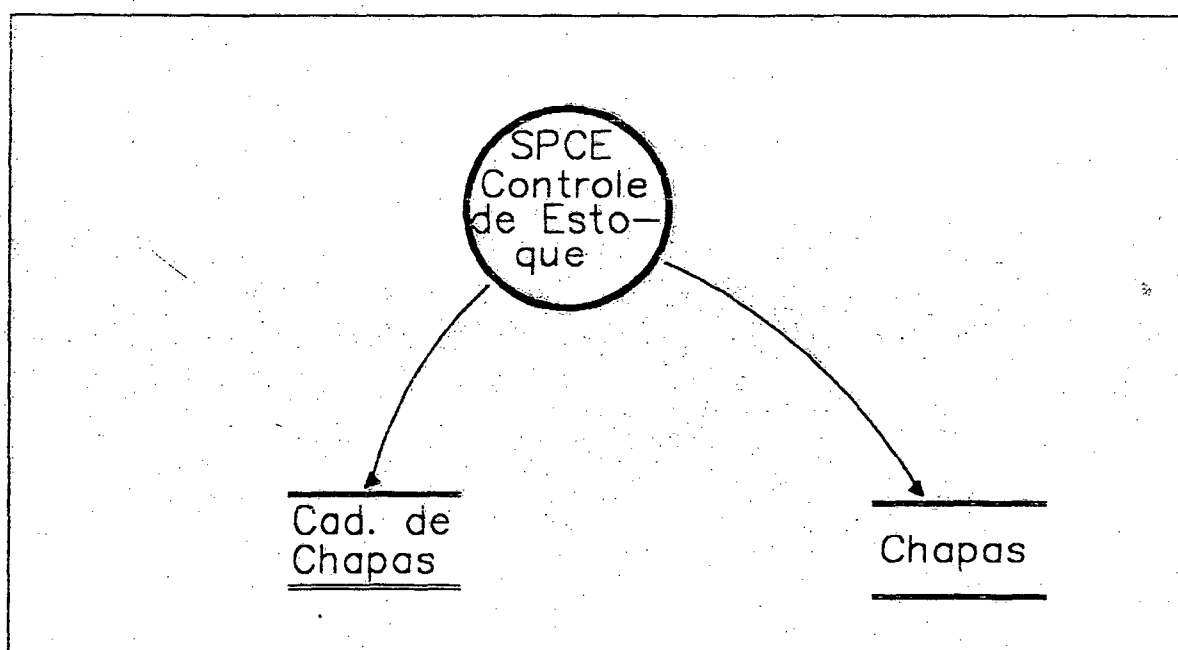 SPCE
Controle
de Esto—
que
Cad. de
Chapas
Chapas